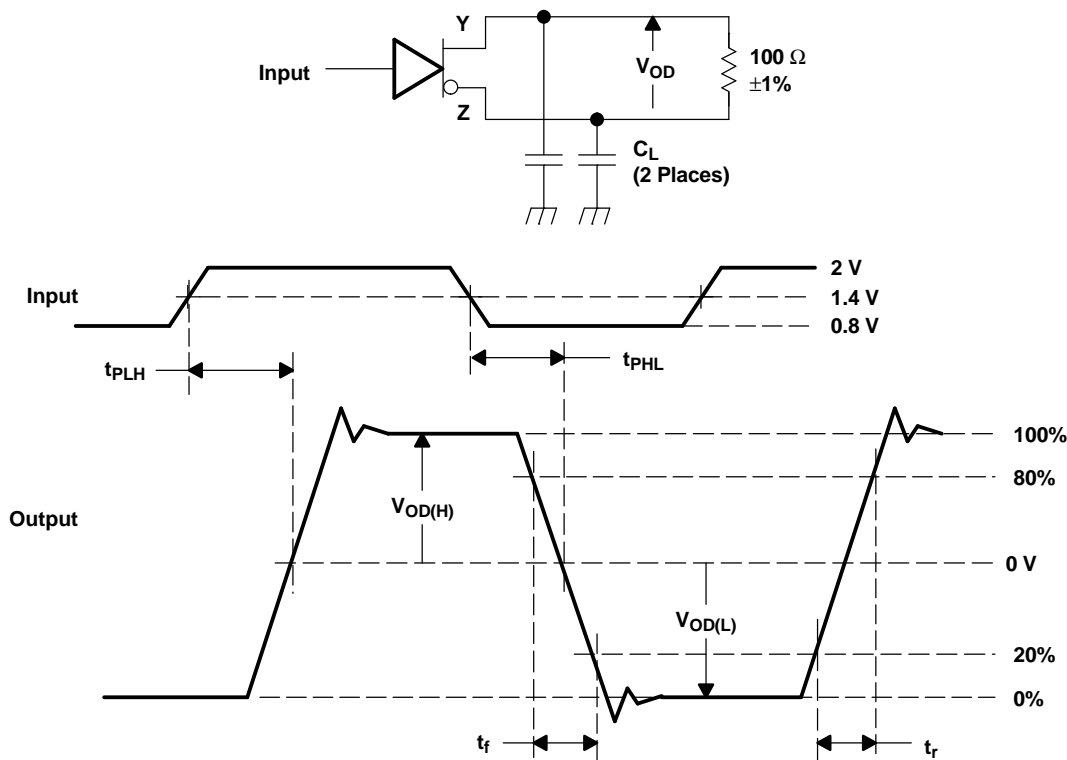 Y
Input
Z
V_OD
100 Ω
±1%
C_L
(2 Places)
Input
2 V
1.4 V
0.8 V
t_PLH
t_PHL
Output
V_OD(H)
V_OD(L)
100%
80%
0 V
20%
0%
t_f
t_r